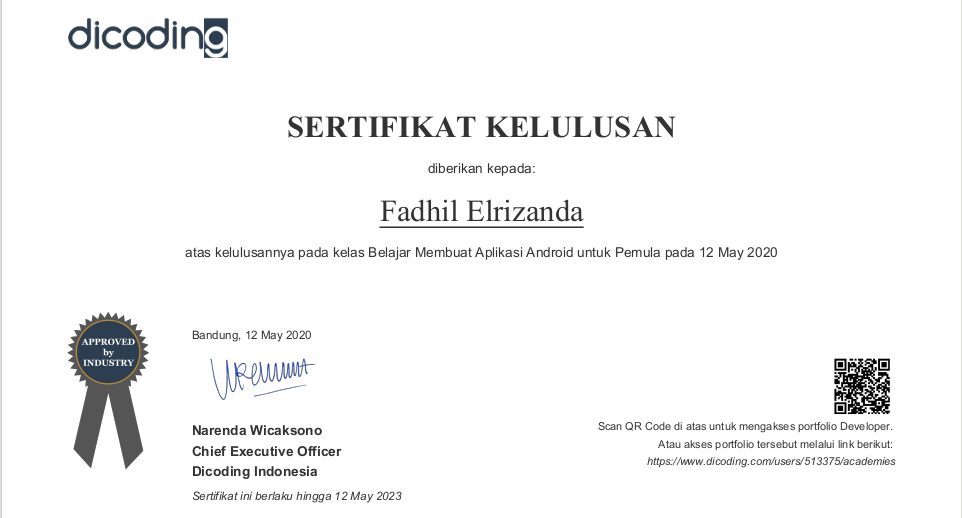 dicoding
SERTIFIKAT KELULUSAN
diberikan kepada:
Fadhil Elrizanda
atas kelulusannya pada kelas Belajar Membuat Aplikasi Android untuk Pemula pada 12 May 2020
APPROVED
by
INDUSTRY
Bandung, 12 May 2020
Narenda Wicaksono
Chief Executive Officer
Dicoding Indonesia
Sertifikat ini berlaku hingga 12 May 2023
Scan QR Code di atas untuk mengakses portfolio Developer.
Atau akses portfolio tersebut melalui link berikut:
https://www.dicoding.com/users/513375/academies